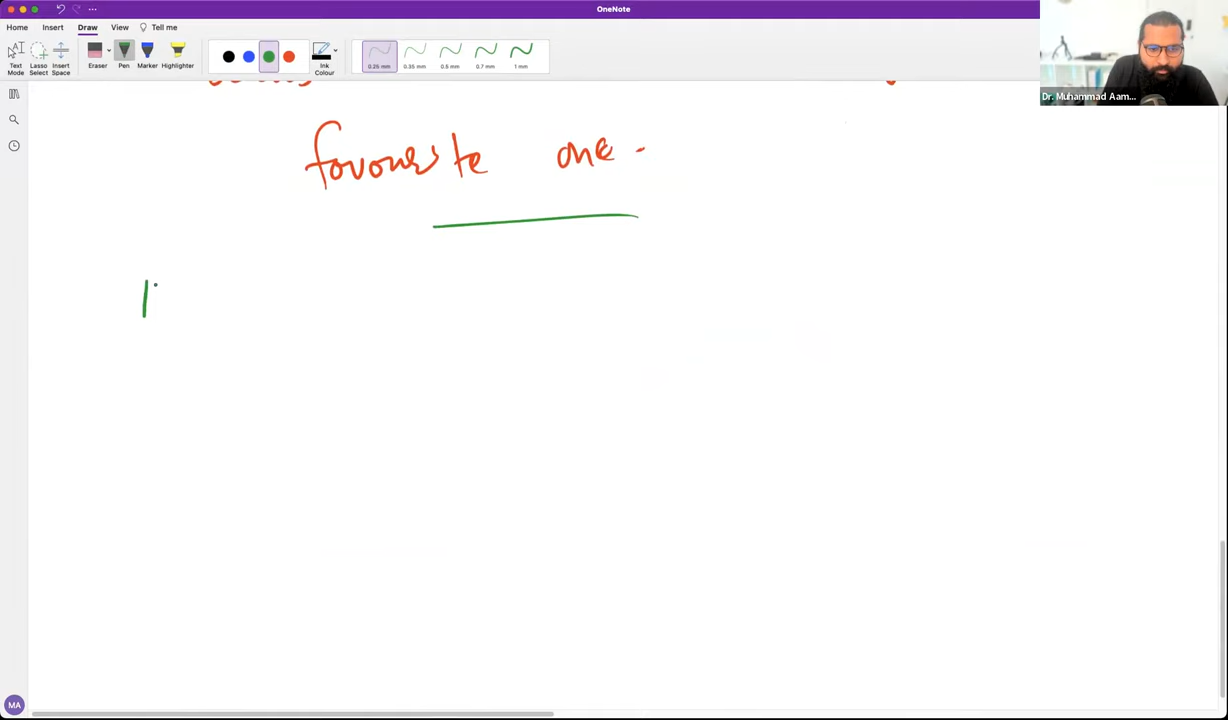 OneNote
Home Insert Draw View Tell me
Text Mode Lasso Select Insert Space Eraser Pen Marker Highlighter Ink Colour 0.25 mm 0.35 mm 0.5 mm 0.7 mm 1 mm
Dr. Muhammad Aam...
favourite one.
MA